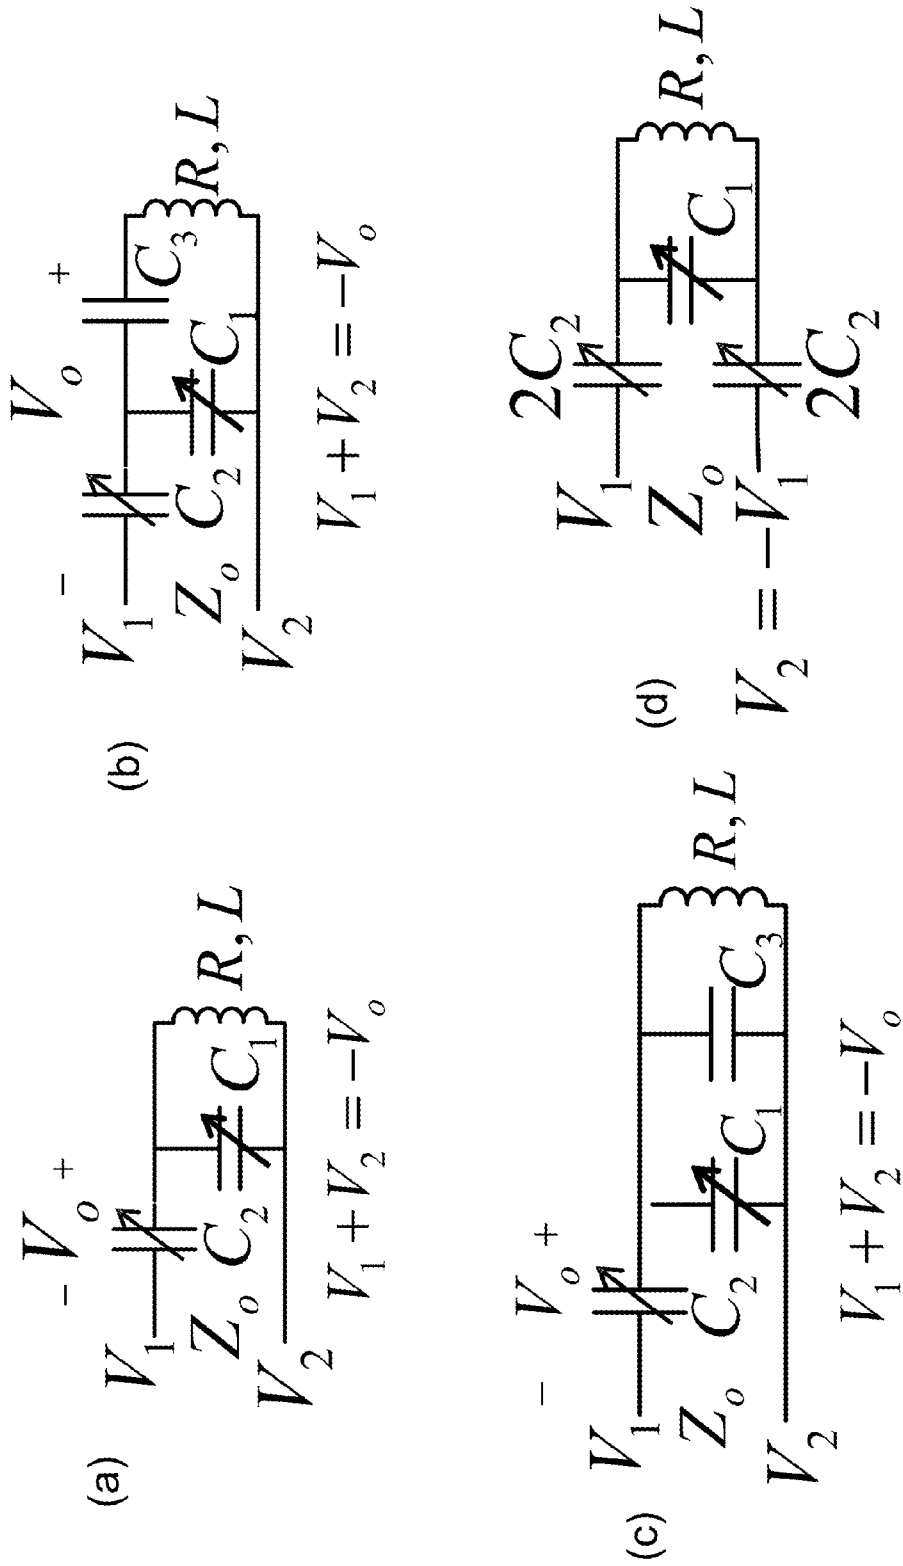 (a)
− V_o +
V_1
C_2
C_1
R, L
Z_o
V_2
V_1 + V_2 = −V_o
(b)
− V_o +
V_1
C_2
C_1
C_3
R, L
Z_o
V_2
V_1 + V_2 = −V_o
(c)
− V_o +
V_1
C_2
C_1
C_3
R, L
Z_o
V_2
V_1 + V_2 = −V_o
(d)
2C_2
V_1
C_1
R, L
Z_o
V_2 = −V_1
2C_2